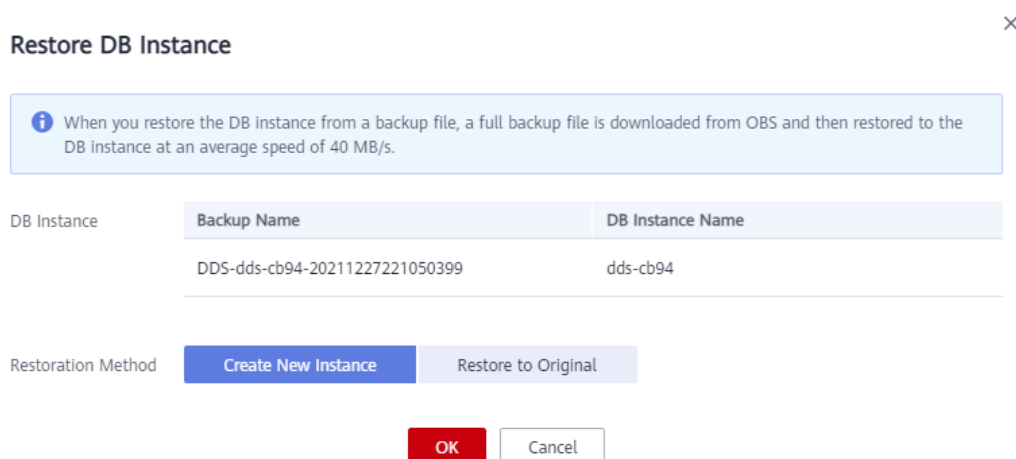 Restore DB Instance
When you restore the DB instance from a backup file, a full backup file is downloaded from OBS and then restored to the
DB instance at an average speed of 40 MB/s.
DB Instance
Backup Name
DB Instance Name
DDS-dds-cb94-20211227221050399
dds-cb94
Restoration Method
Create New Instance
Restore to Original
OK
Cancel